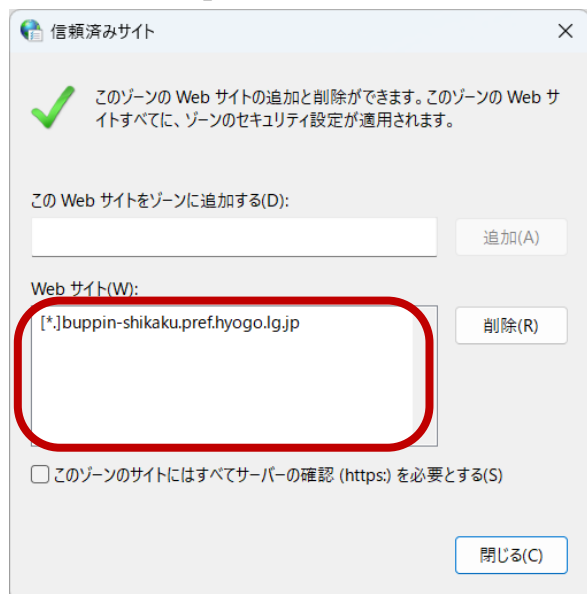 信頼済みサイト
このゾーンの Web サイトの追加と削除ができます。このゾーンの Web サ
イトすべてに、ゾーンのセキュリティ設定が適用されます。
この Web サイトをゾーンに追加する(D):
追加(A)
Web サイト(W):
[*.]buppin-shikaku.pref.hyogo.lg.jp
削除(R)
このゾーンのサイトにはすべてサーバーの確認 (https:) を必要とする(S)
閉じる(C)